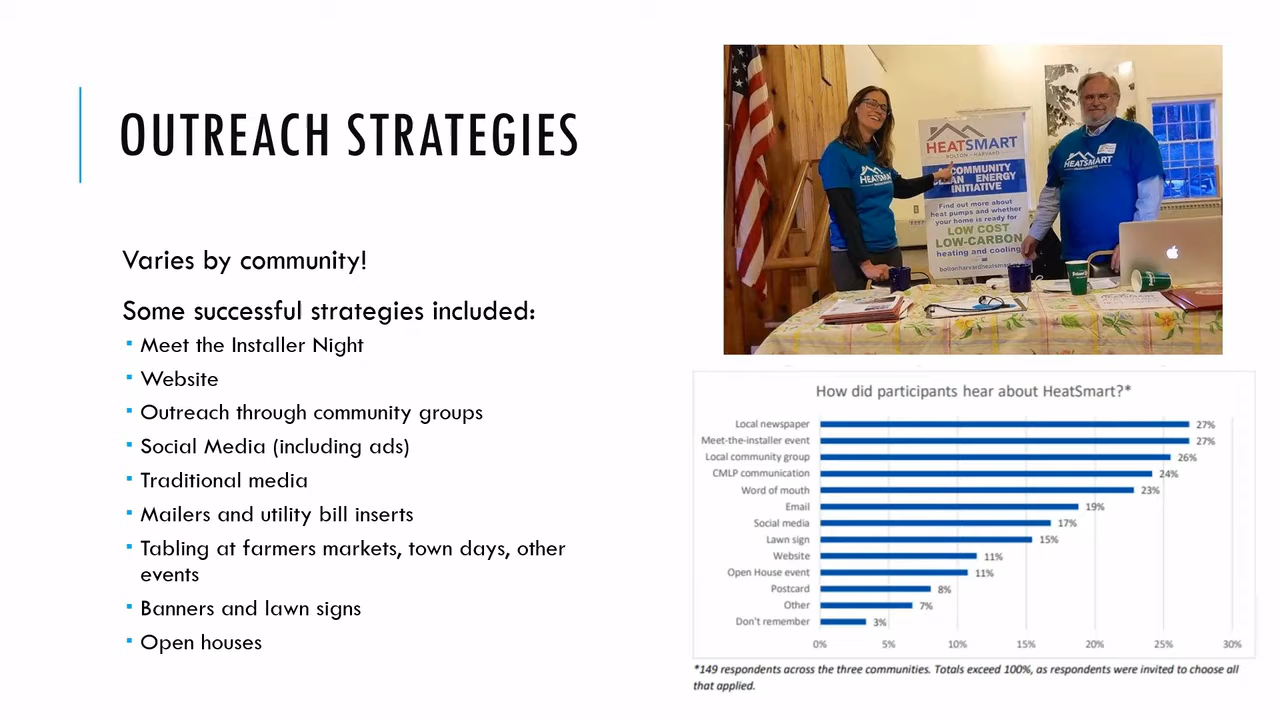 OUTREACH STRATEGIES
Varies by community!
Some successful strategies included:
Meet the Installer Night
Website
Outreach through community groups
Social Media (including ads)
Traditional media
Mailers and utility bill inserts
Tabling at farmers markets, town days, other
events
Banners and lawn signs
Open houses
HEATSMART
HEATSMART
BOLTON - HARVARD
COMMUNITY
ENERGY
INITIATIVE
Find out more about
heat pumps and whether
your home is ready for
LOW COST
LOW-CARBON
heating and cooling
HEATSMART
How did participants hear about HeatSmart?*
Local newspaper 27%
Meet-the-installer event 27%
Local community group 26%
CMLP communication 24%
Word of mouth 23%
Email 19%
Social media 17%
Lawn sign 15%
Website 11%
Open House event 11%
Postcard 8%
Other 7%
Don't remember 3%
0% 5% 10% 15% 20% 25% 30%
*149 respondents across the three communities. Totals exceed 100%, as respondents were invited to choose all
that applied.